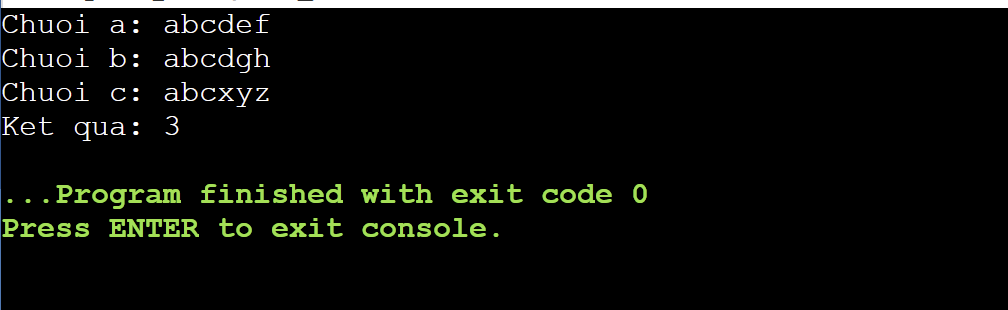 Chuoi a: abcdef
Chuoi b: abcdgh
Chuoi c: abcxyz
Ket qua: 3
...Program finished with exit code 0
Press ENTER to exit console.